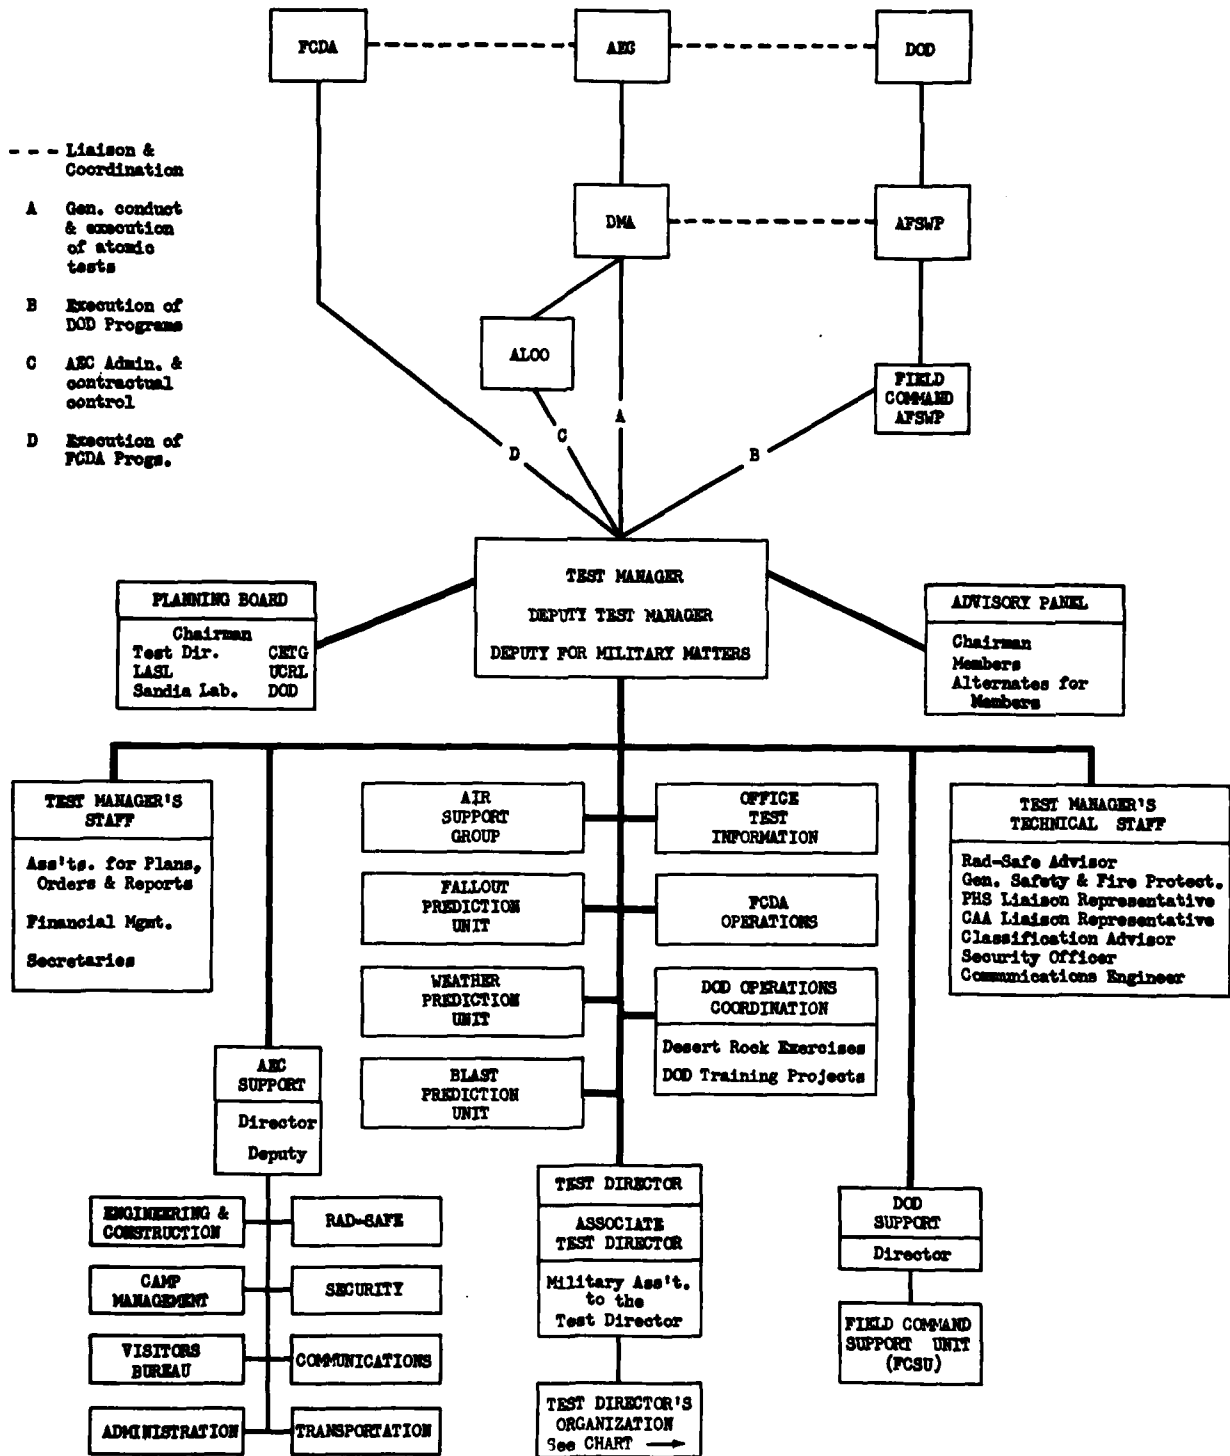 FCDA
AEC
DOD
--- Liaison &
Coordination
A Gen. conduct
& execution
of atomic
tests
B Execution of
DOD Programs
C AEC Admin. &
contractual
control
D Execution of
FCDA Progs.
DMA
AFSWP
ALOO
FIELD
COMMAND
AFSWP
D
C
A
B
TEST MANAGER
DEPUTY TEST MANAGER
DEPUTY FOR MILITARY MATTERS
PLANNING BOARD
Chairman
Test Dir. CETG
LASL UCRL
Sandia Lab. DOD
ADVISORY PANEL
Chairman
Members
Alternates for
Members
TEST MANAGER'S
STAFF
Ass'ts. for Plans,
Orders & Reports
Financial Mgmt.
Secretaries
AIR
SUPPORT
GROUP
OFFICE
TEST
INFORMATION
FALLOUT
PREDICTION
UNIT
FCDA
OPERATIONS
WEATHER
PREDICTION
UNIT
DOD OPERATIONS
COORDINATION
Desert Rock Exercises
DOD Training Projects
BLAST
PREDICTION
UNIT
TEST MANAGER'S
TECHNICAL STAFF
Rad-Safe Advisor
Gen. Safety & Fire Protect.
PHS Liaison Representative
CAA Liaison Representative
Classification Advisor
Security Officer
Communications Engineer
AEC
SUPPORT
Director
Deputy
ENGINEERING &
CONSTRUCTION
RAD-SAFE
CAMP
MANAGEMENT
SECURITY
VISITORS
BUREAU
COMMUNICATIONS
ADMINISTRATION
TRANSPORTATION
TEST DIRECTOR
ASSOCIATE
TEST DIRECTOR
Military Ass't.
to the
Test Director
TEST DIRECTOR'S
ORGANIZATION
See CHART →
DOD
SUPPORT
Director
FIELD COMMAND
SUPPORT UNIT
(FCSU)